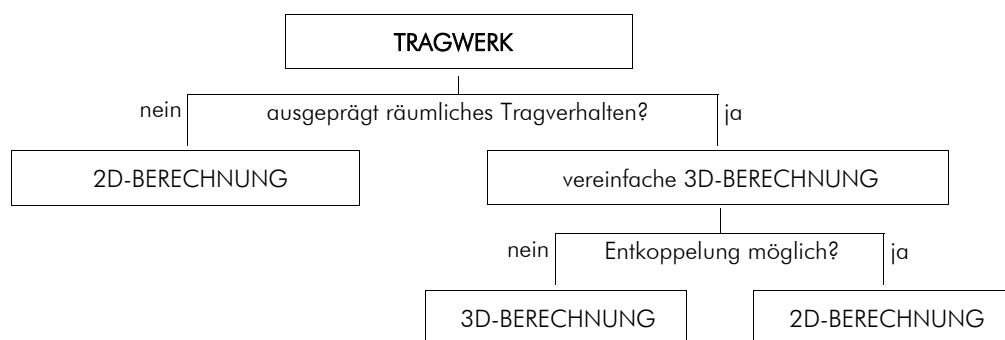 TRAGWERK
nein ausgeprägt räumliches Tragverhalten? ja
2D-BERECHNUNG vereinfache 3D-BERECHNUNG
nein Entkoppelung möglich? ja
3D-BERECHNUNG 2D-BERECHNUNG